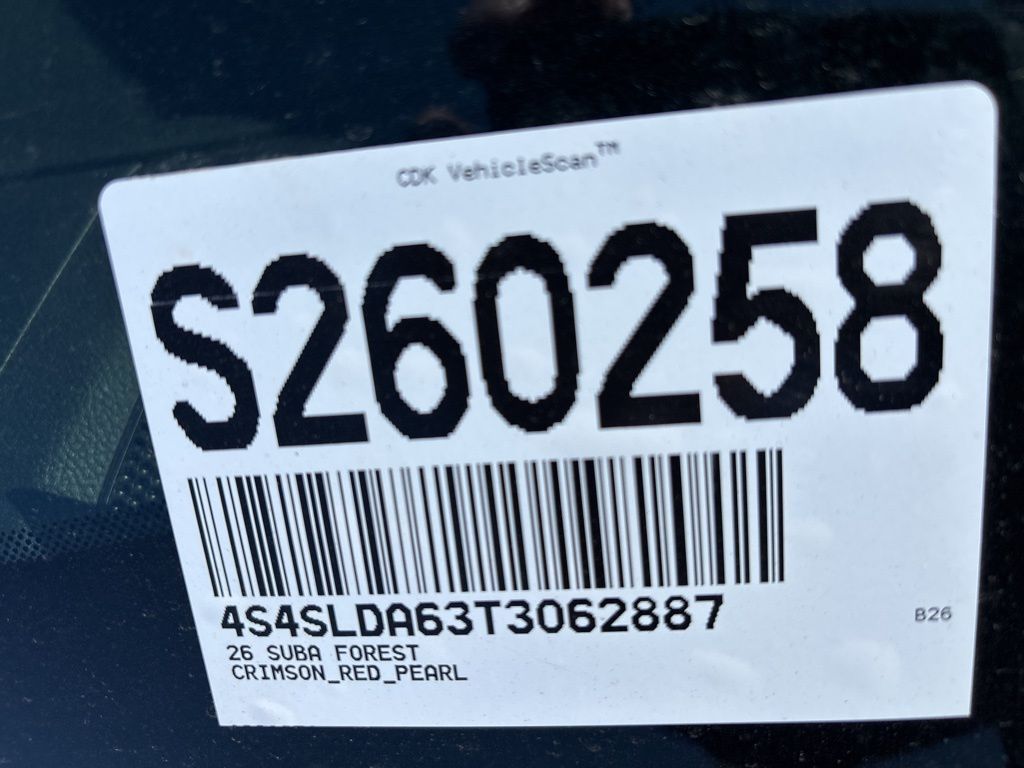 CDK VehicleScan™
S260258
4S4SLDA63T3062887
B26
26 SUBA FOREST
CRIMSON_RED_PEARL